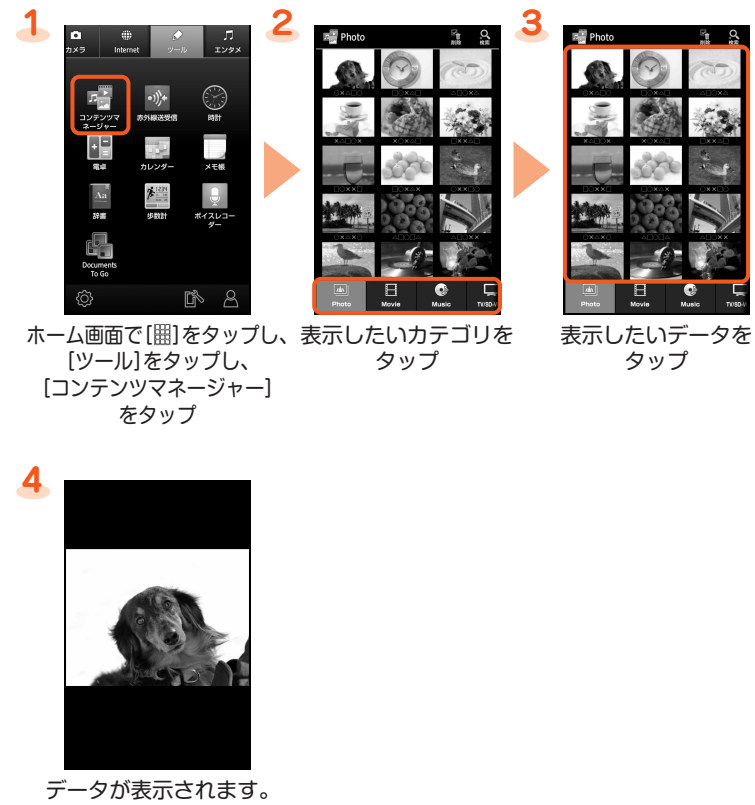 1
カメラ
Internet
ツール
エンタメ
コンテンツマ
ネージャー
赤外線送受信
時計
電卓
カレンダー
メモ帳
Aa
1234
辞書
歩数計
ボイスレコー
ダー
Documents
To Go
ホーム画面で[ ]をタップし、
[ツール]をタップし、
[コンテンツマネージャー]
をタップ
2
Photo
削除
検索
○×△□○
□○×△
○×△□
×△□○
×○×△
×△□○×
□○××□
○××□○
○×△×○
△□□△
△□○××
Photo
Movie
Music
TV/SD-V
表示したいカテゴリを
タップ
3
Photo
削除
検索
○×△□○
□○×△
○×△□
×△□○
×○×△
×△□○×
□○××□
○××□○
○×△×○
△□□△
△□○××
Photo
Movie
Music
TV/SD-V
表示したいデータを
タップ
4
データが表示されます。